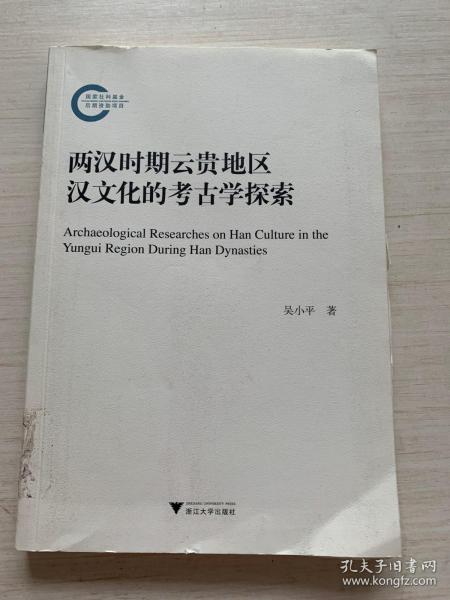 国家社科基金
后期资助项目
两汉时期云贵地区
汉文化的考古学探索
Archaeological Researches on Han Culture in the
Yungui Region During Han Dynasties
吴小平 著
ZHEJIANG UNIVERSITY PRESS
浙江大学出版社
孔夫子旧书网
www.kongfz.com